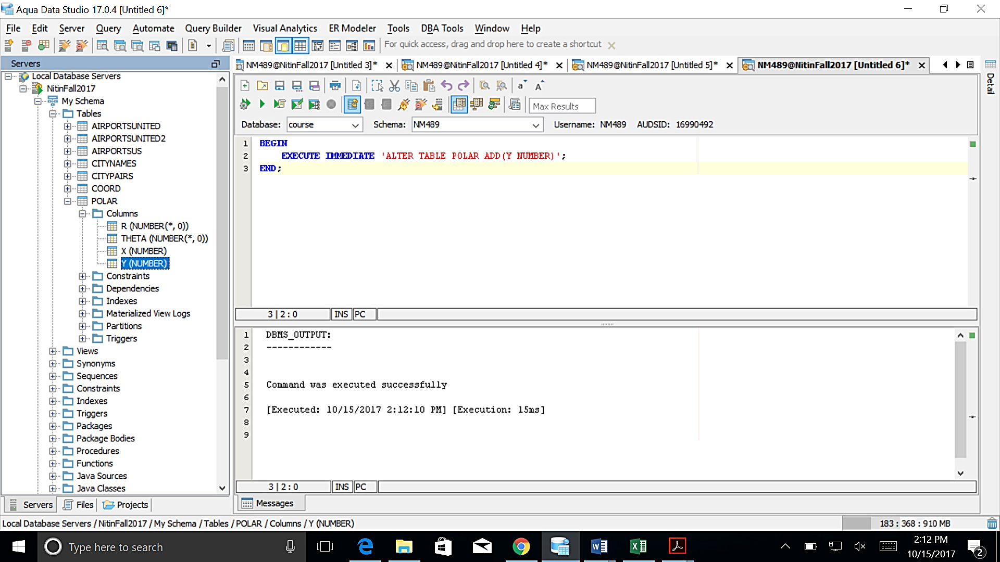 Aqua Data Studio 17.0.4 [Untitled 6]*
File Edit Server Query Automate Query Builder Visual Analytics ER Modeler Tools DBA Tools Window Help
For quick access, drag and drop here to create a shortcut
Servers
Local Database Servers
NitinFall2017
My Schema
Tables
AIRPORTSUNITED
AIRPORTSUNITED2
AIRPORTSUS
CITYNAMES
CITYPAIRS
COORD
POLAR
Columns
R (NUMBER(*, 0))
THETA (NUMBER(*, 0))
X (NUMBER)
Y (NUMBER)
Constraints
Dependencies
Indexes
Materialized View Logs
Partitions
Triggers
Views
Synonyms
Sequences
Constraints
Indexes
Triggers
Packages
Package Bodies
Procedures
Functions
Java Sources
Java Classes
Servers Files Projects
NM489@NitinFall2017 [Untitled 3]* NM489@NitinFall2017 [Untitled 4]* NM489@NitinFall2017 [Untitled 5]* NM489@NitinFall2017 [Untitled 6]*
Detail
Max Results
Database: course Schema: NM489 Username: NM489 AUDSID: 16990492
1 BEGIN
2 EXECUTE IMMEDIATE 'ALTER TABLE POLAR ADD(Y NUMBER)';
3 END;
3 | 2 : 0 INS PC
1 DBMS_OUTPUT:
2 ------------
3
4
5 Command was executed successfully
6
7 [Executed: 10/15/2017 2:12:10 PM] [Execution: 15ms]
8
9
3 | 2 : 0 INS PC
Messages
Local Database Servers / NitinFall2017 / My Schema / Tables / POLAR / Columns / Y (NUMBER)
183 : 368 : 910 MB
Type here to search
2:12 PM
10/15/2017
2